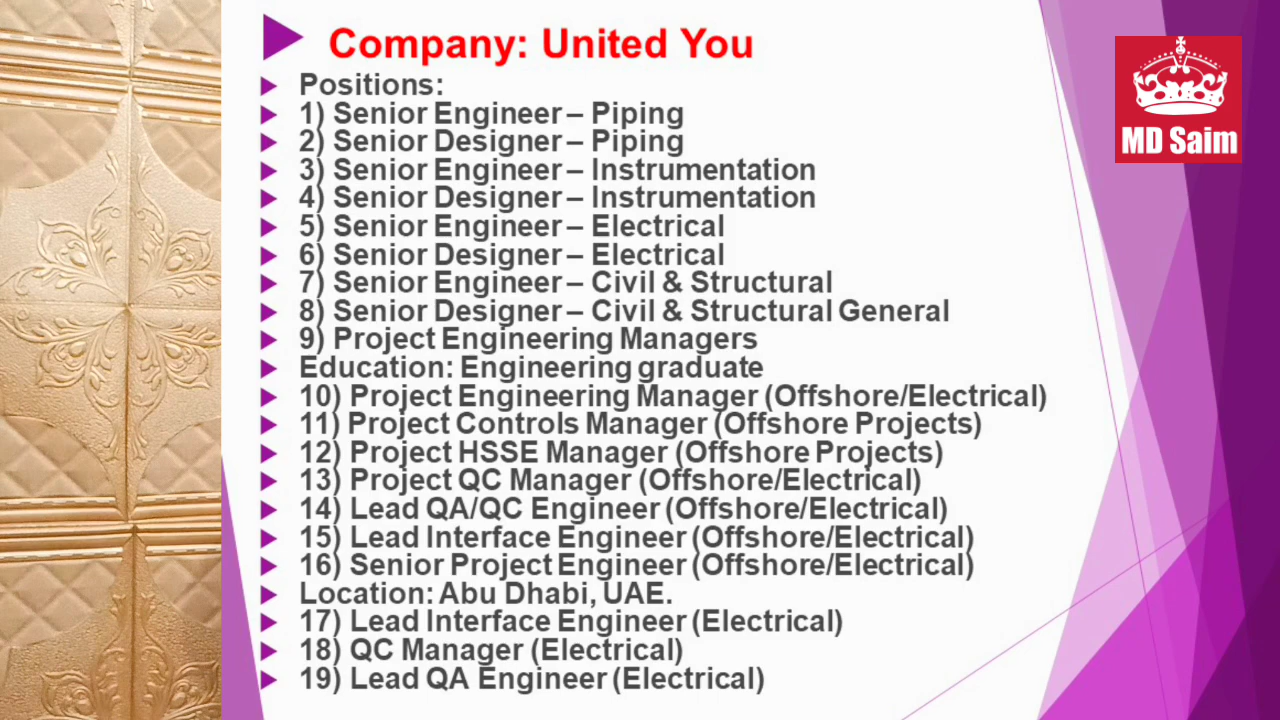 Company: United You
Positions:
1) Senior Engineer – Piping
2) Senior Designer – Piping
3) Senior Engineer – Instrumentation
4) Senior Designer – Instrumentation
5) Senior Engineer – Electrical
6) Senior Designer – Electrical
7) Senior Engineer – Civil & Structural
8) Senior Designer – Civil & Structural General
9) Project Engineering Managers
Education: Engineering graduate
10) Project Engineering Manager (Offshore/Electrical)
11) Project Controls Manager (Offshore Projects)
12) Project HSSE Manager (Offshore Projects)
13) Project QC Manager (Offshore/Electrical)
14) Lead QA/QC Engineer (Offshore/Electrical)
15) Lead Interface Engineer (Offshore/Electrical)
16) Senior Project Engineer (Offshore/Electrical)
Location: Abu Dhabi, UAE.
17) Lead Interface Engineer (Electrical)
18) QC Manager (Electrical)
19) Lead QA Engineer (Electrical)
MD Saim